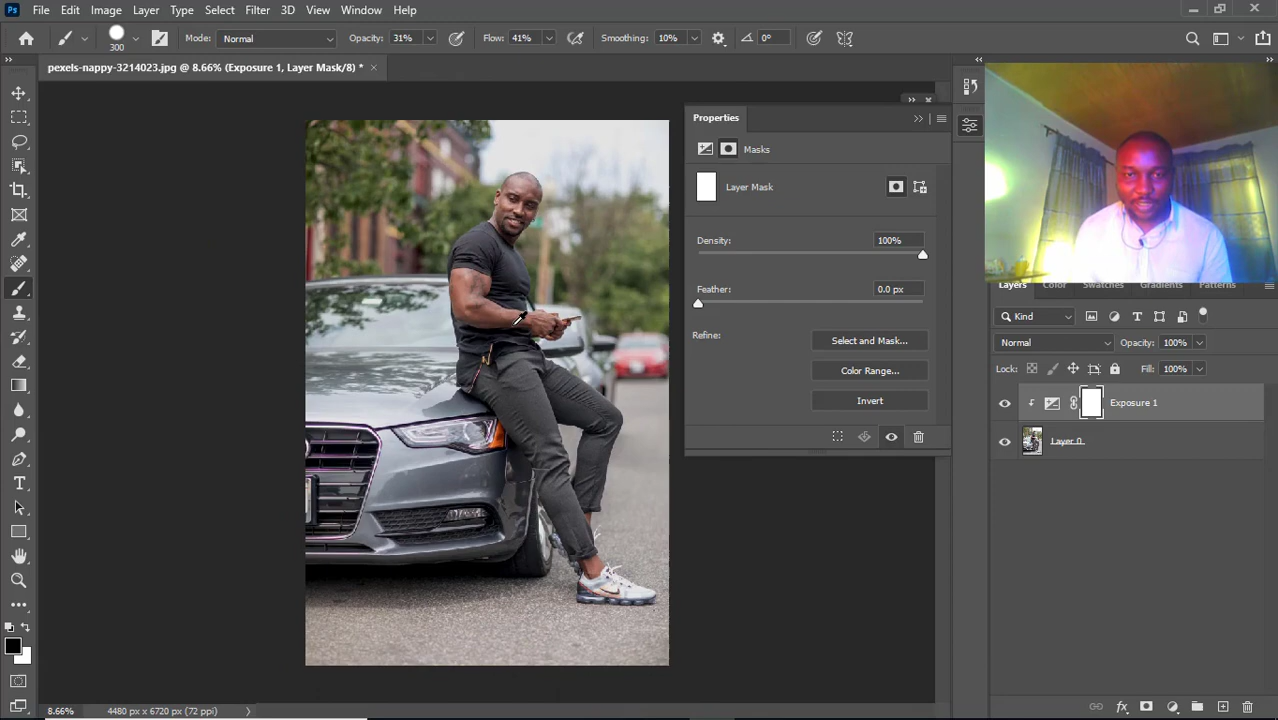 Ps File Edit Image Layer Type Select Filter 3D View Window Help
300 Mode: Normal Opacity: 31% Flow: 41% Smoothing: 10% 0°
pexels-nappy-3214023.jpg @ 8.66% (Exposure 1, Layer Mask/8) *
Properties
Masks
Layer Mask
Density: 100%
Feather: 0.0 px
Refine: Select and Mask...
Color Range...
Invert
Layers Color Swatches Gradients Patterns
Kind
Normal Opacity: 100%
Lock: Fill: 100%
Exposure 1
Layer 0
8.66% 4480 px x 6720 px (72 ppi)